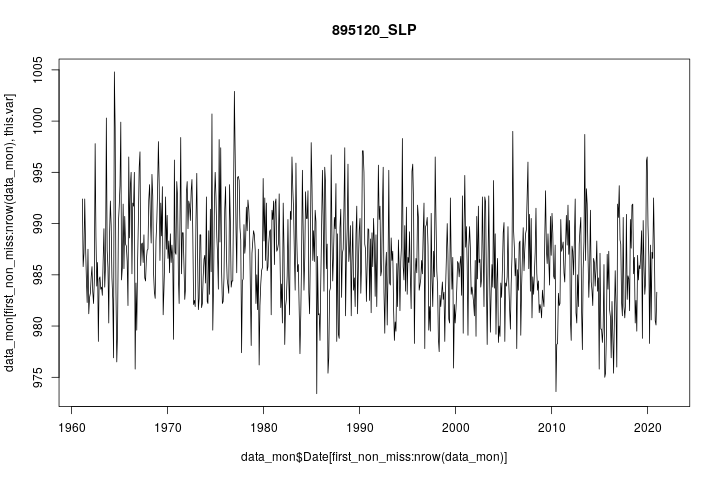 895120_SLP
data_mon[first_non_miss:nrow(data_mon), this.var]
1005
1000
995
990
985
980
975
1960 1970 1980 1990 2000 2010 2020
data_mon$Date[first_non_miss:nrow(data_mon)]